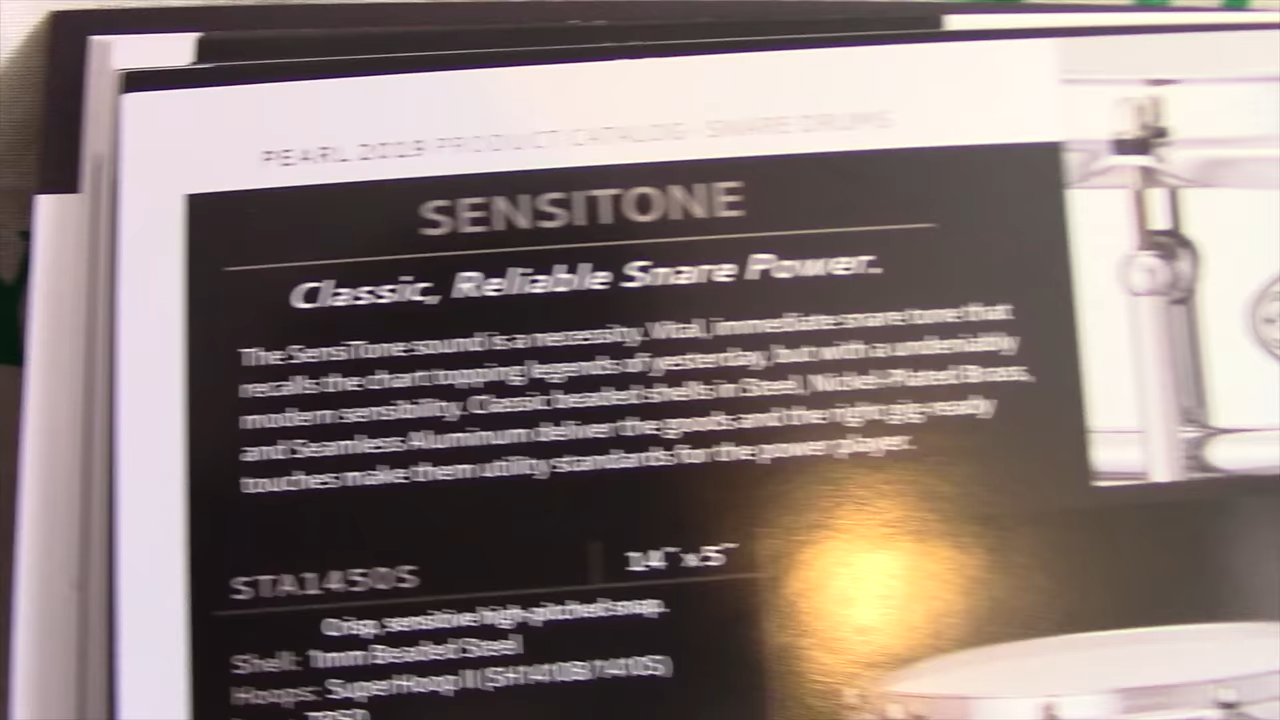 PEARL 2019 PRODUCT CATALOG SNARE DRUMS
SENSITONE
Classic, Reliable Snare Power.
The SensiTone sound is a necessity. Vital, immediate snare tone that
recalls the chart topping legends of yesterday, but with a undeniably
modern sensibility. Classic beaded shells in Steel, Nickel-Plated Brass,
and Seamless Aluminum deliver the goods and the right gig-ready
touches make them utility standards for the power player.
STA1450S 14"x5"
Crisp, sensitive high-pitched snap.
Shell: 1mm Beaded Steel
Hoops: SuperHoop II